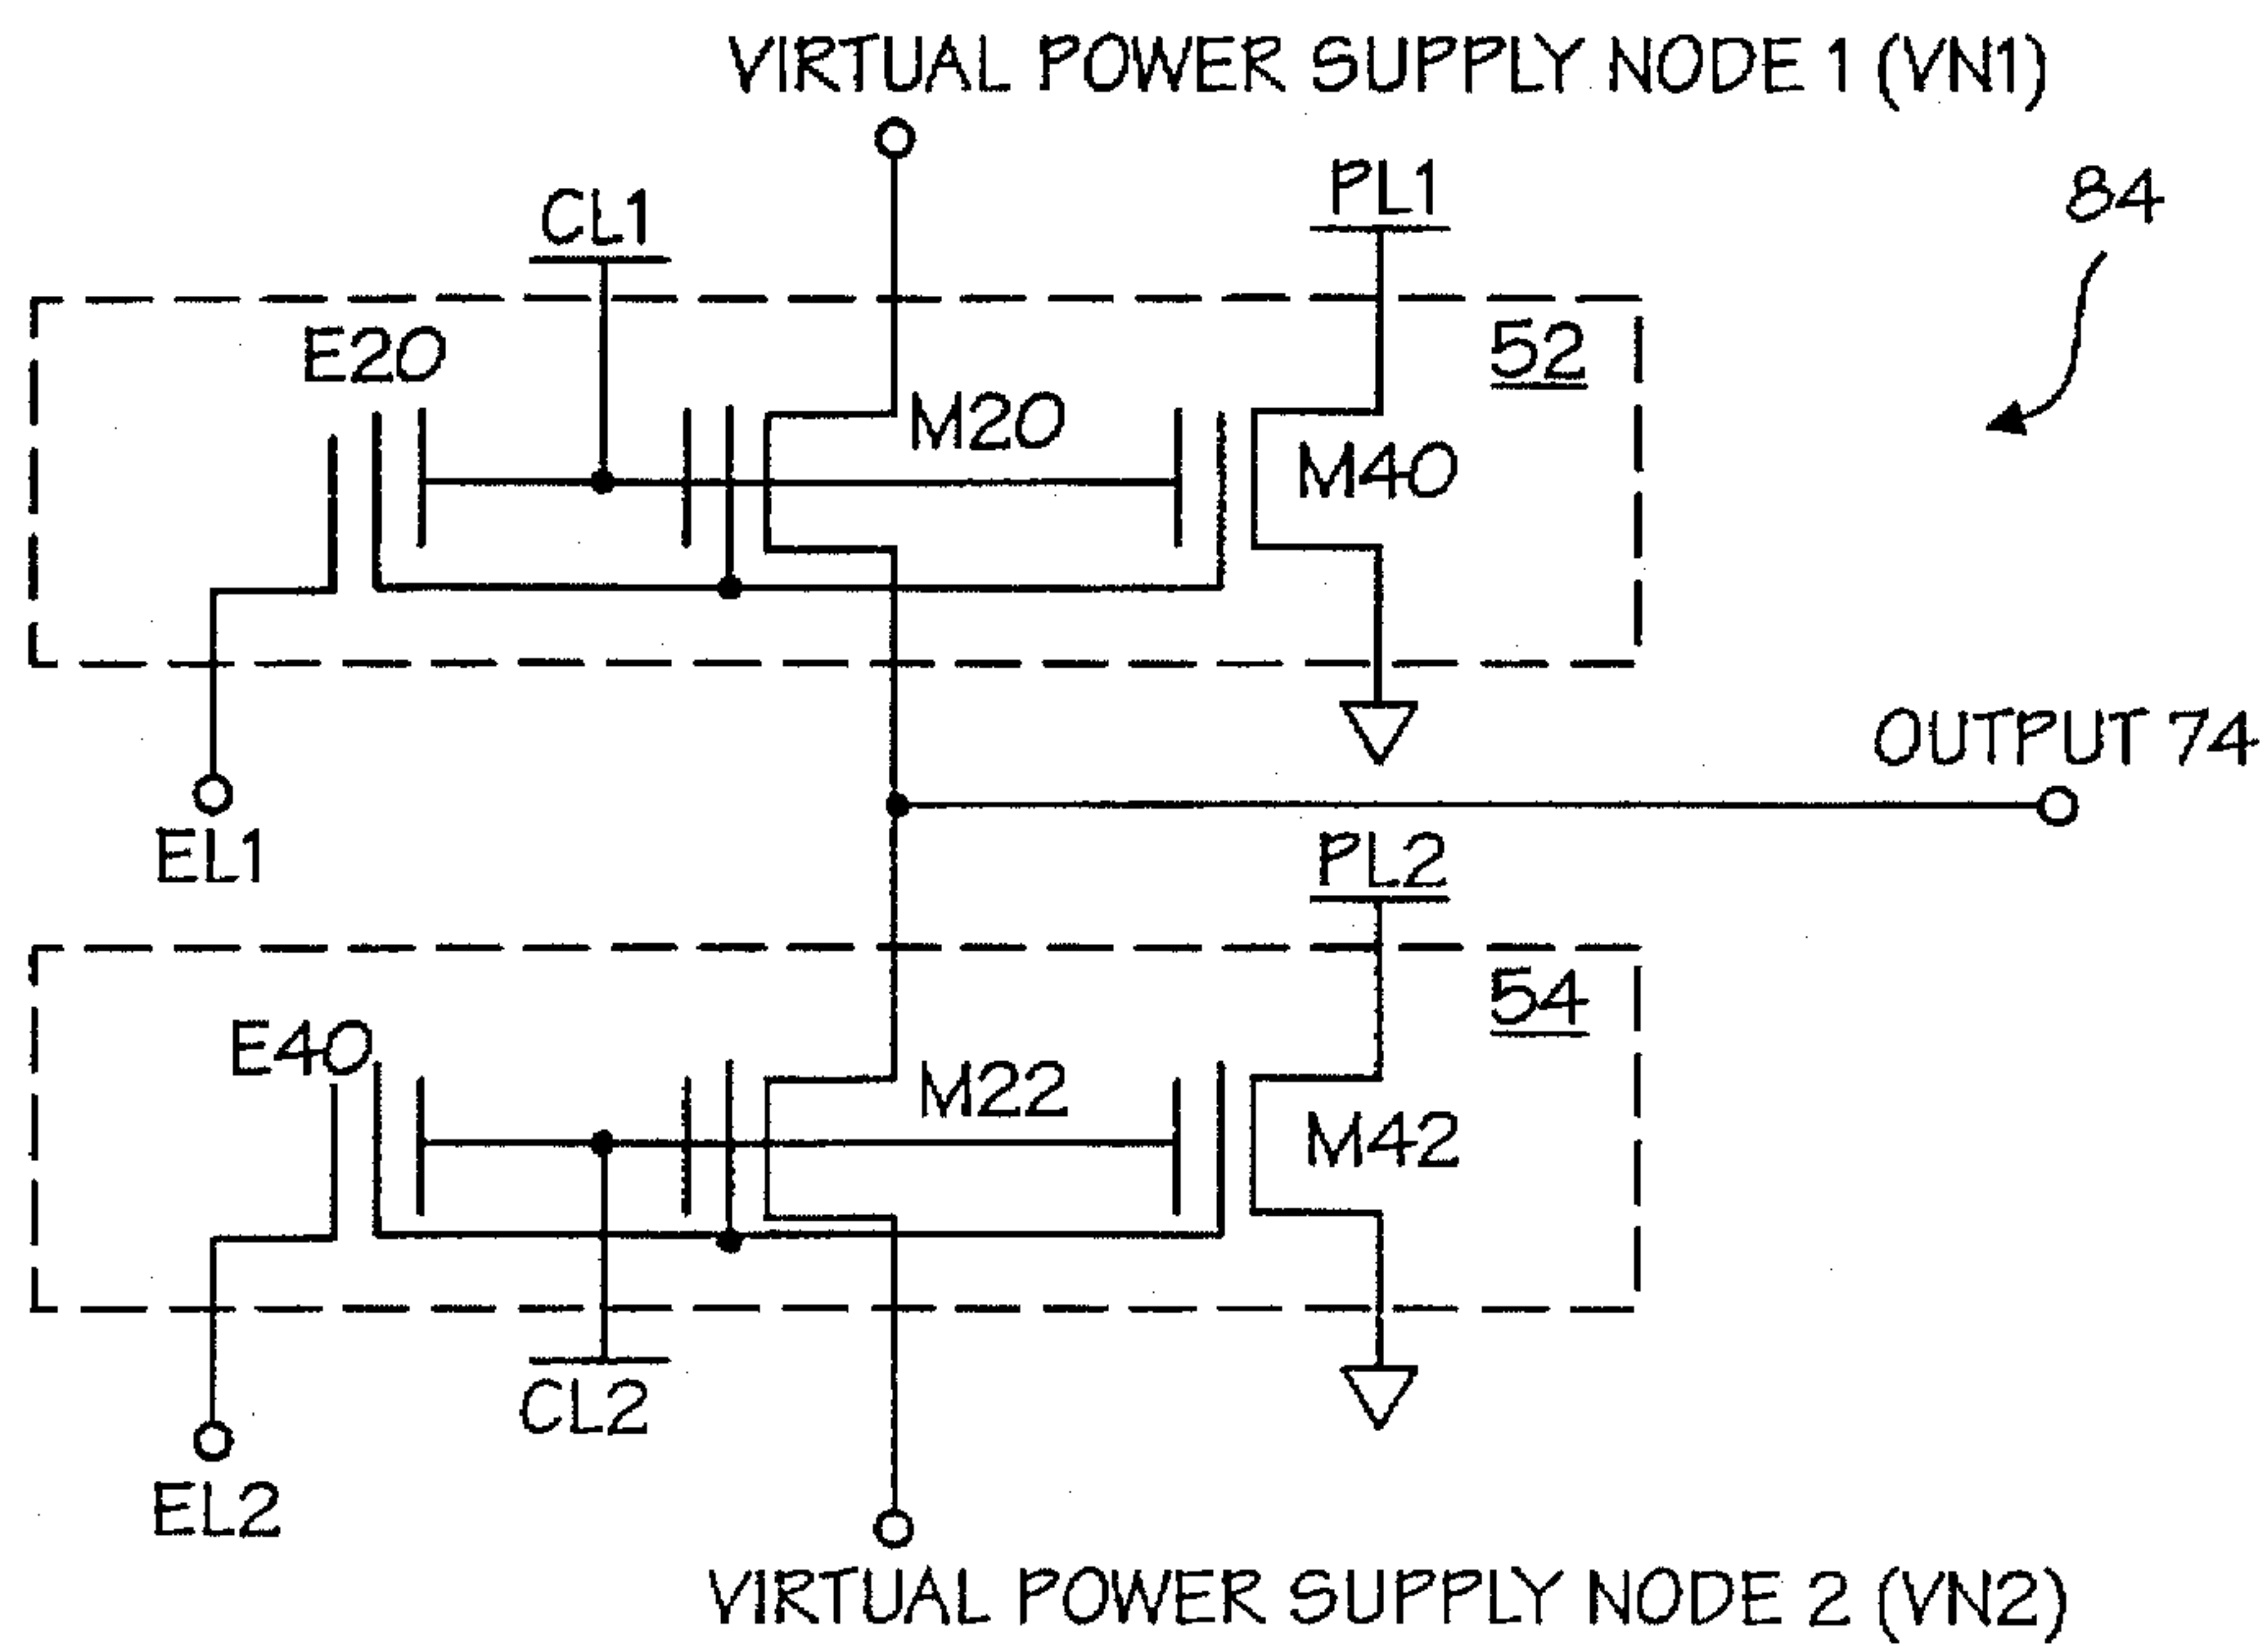 VIRTUAL POWER SUPPLY NODE 1 (VN1)
CL1
PL1
84
E20
52
M20
M40
OUTPUT 74
EL1
PL2
54
E40
M22
M42
CL2
EL2
VIRTUAL POWER SUPPLY NODE 2 (VN2)